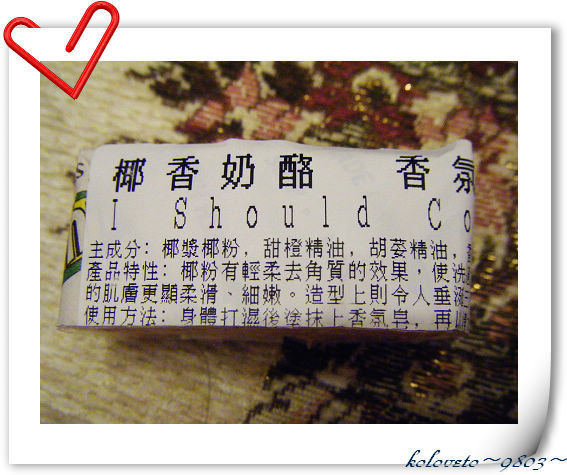 椰香奶酪 香氛
I Should Co
主成分: 椰漿椰粉, 甜橙精油, 胡荽精油,
產品特性: 椰粉有輕柔去角質的效果, 使洗
的肌膚更顯柔滑、細嫩。造型上則令人垂涎
使用方法: 身體打濕後塗抹上香氛皂, 再以
koloveto~9803~